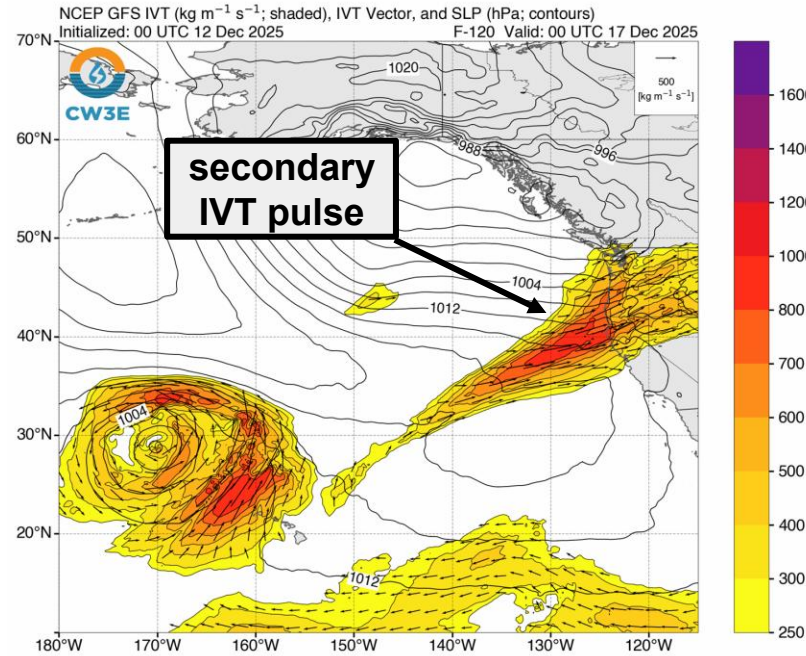 NCEP GFS IVT (kg m⁻¹ s⁻¹; shaded), IVT Vector, and SLP (hPa; contours)
Initialized: 00 UTC 12 Dec 2025 F-120 Valid: 00 UTC 17 Dec 2025
70°N
60°N
50°N
40°N
30°N
20°N
180°W 170°W 160°W 150°W 140°W 130°W 120°W
CW3E
secondary
IVT pulse
1020
500
[kg m⁻¹ s⁻¹]
988
996
1004
1012
1004
1012
1600
1400
1200
1000
800
700
600
500
400
300
250